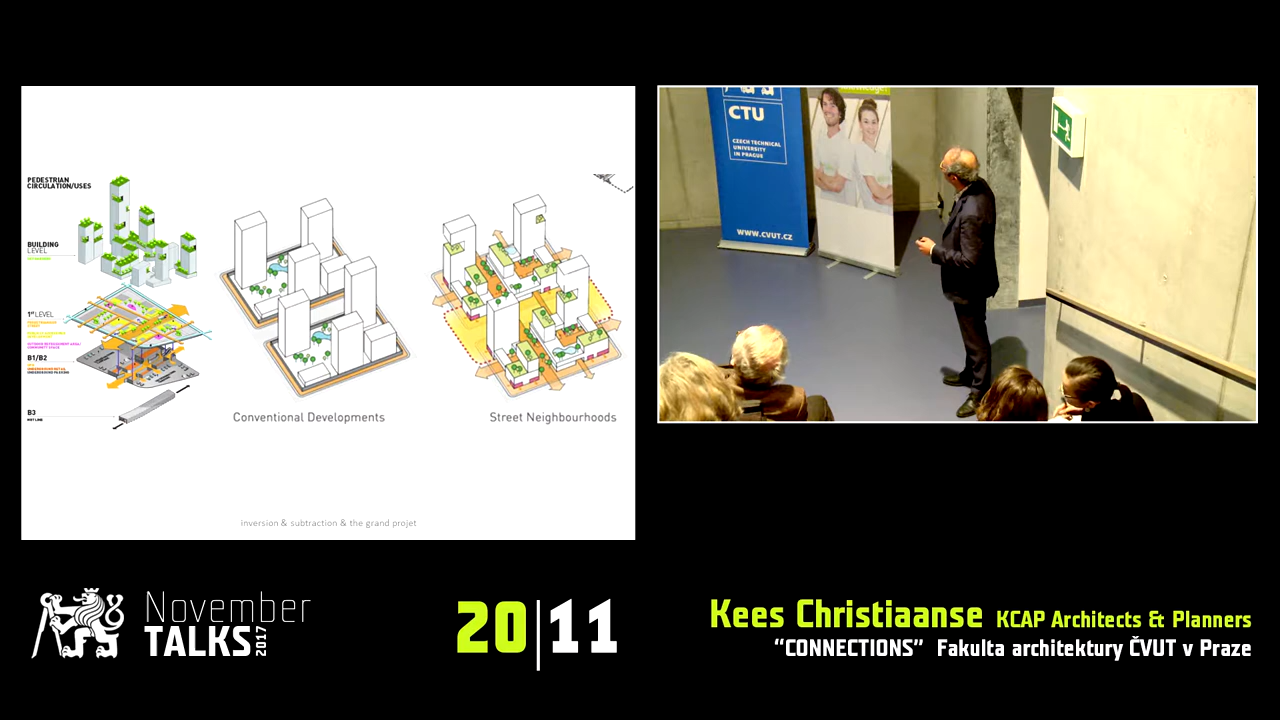 PEDESTRIAN
CIRCULATION/USES
BUILDING
LEVEL
1st LEVEL
B1/B2
B3
Conventional Developments
Street Neighbourhoods
inversion & subtraction & the grand projet
CTU
CZECH TECHNICAL
UNIVERSITY
IN PRAGUE
WWW.CVUT.CZ
November
TALKS 2017
20|11
Kees Christiaanse KCAP Architects & Planners
“CONNECTIONS” Fakulta architektury ČVUT v Praze